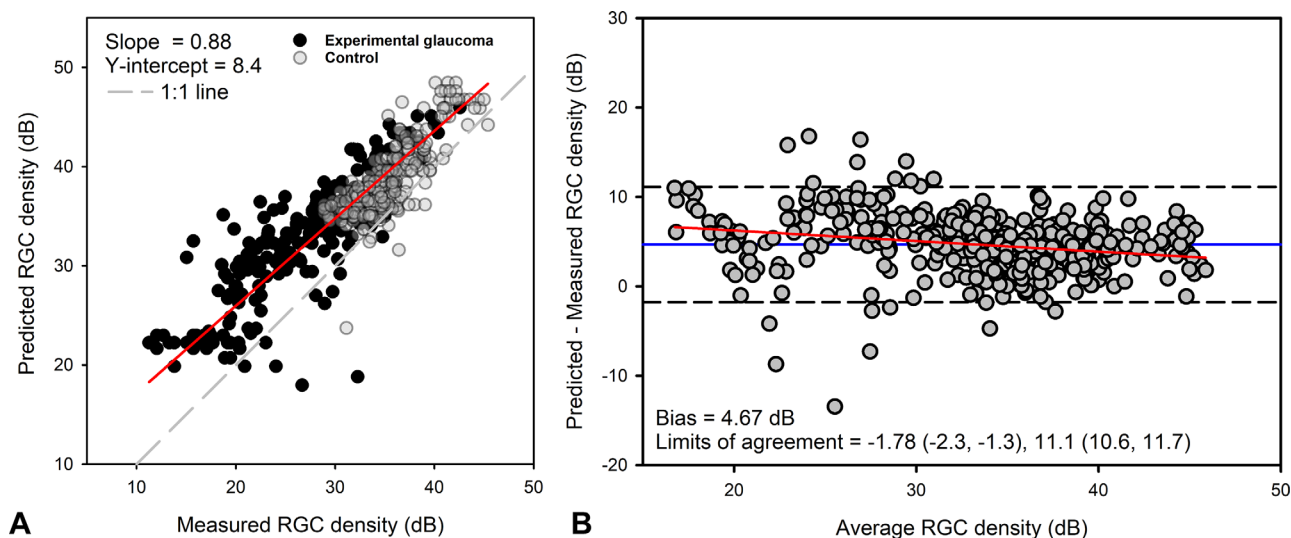 Slope = 0.88
Y-intercept = 8.4
1:1 line
Experimental glaucoma
Control
50
40
30
20
10
10 20 30 40 50
Predicted RGC density (dB)
Measured RGC density (dB)
A
30
20
10
0
-10
-20
20 30 40 50
Predicted - Measured RGC density (dB)
Bias = 4.67 dB
Limits of agreement = -1.78 (-2.3, -1.3), 11.1 (10.6, 11.7)
Average RGC density (dB)
B